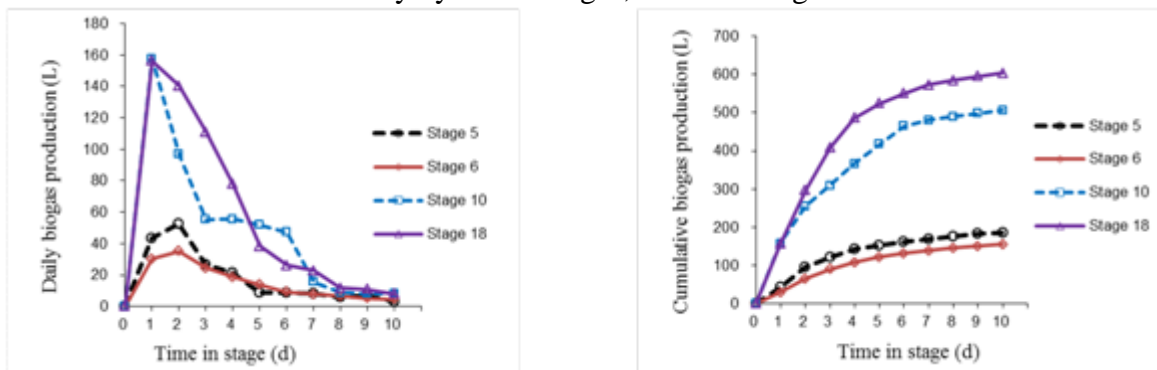 180
160
140
120
100
80
60
40
20
0
Daily biogas production (L)
0 1 2 3 4 5 6 7 8 9 10
Time in stage (d)
Stage 5
Stage 6
Stage 10
Stage 18
700
600
500
400
300
200
100
0
Cumulative biogas production (L)
0 1 2 3 4 5 6 7 8 9 10
Time in stage (d)
Stage 5
Stage 6
Stage 10
Stage 18